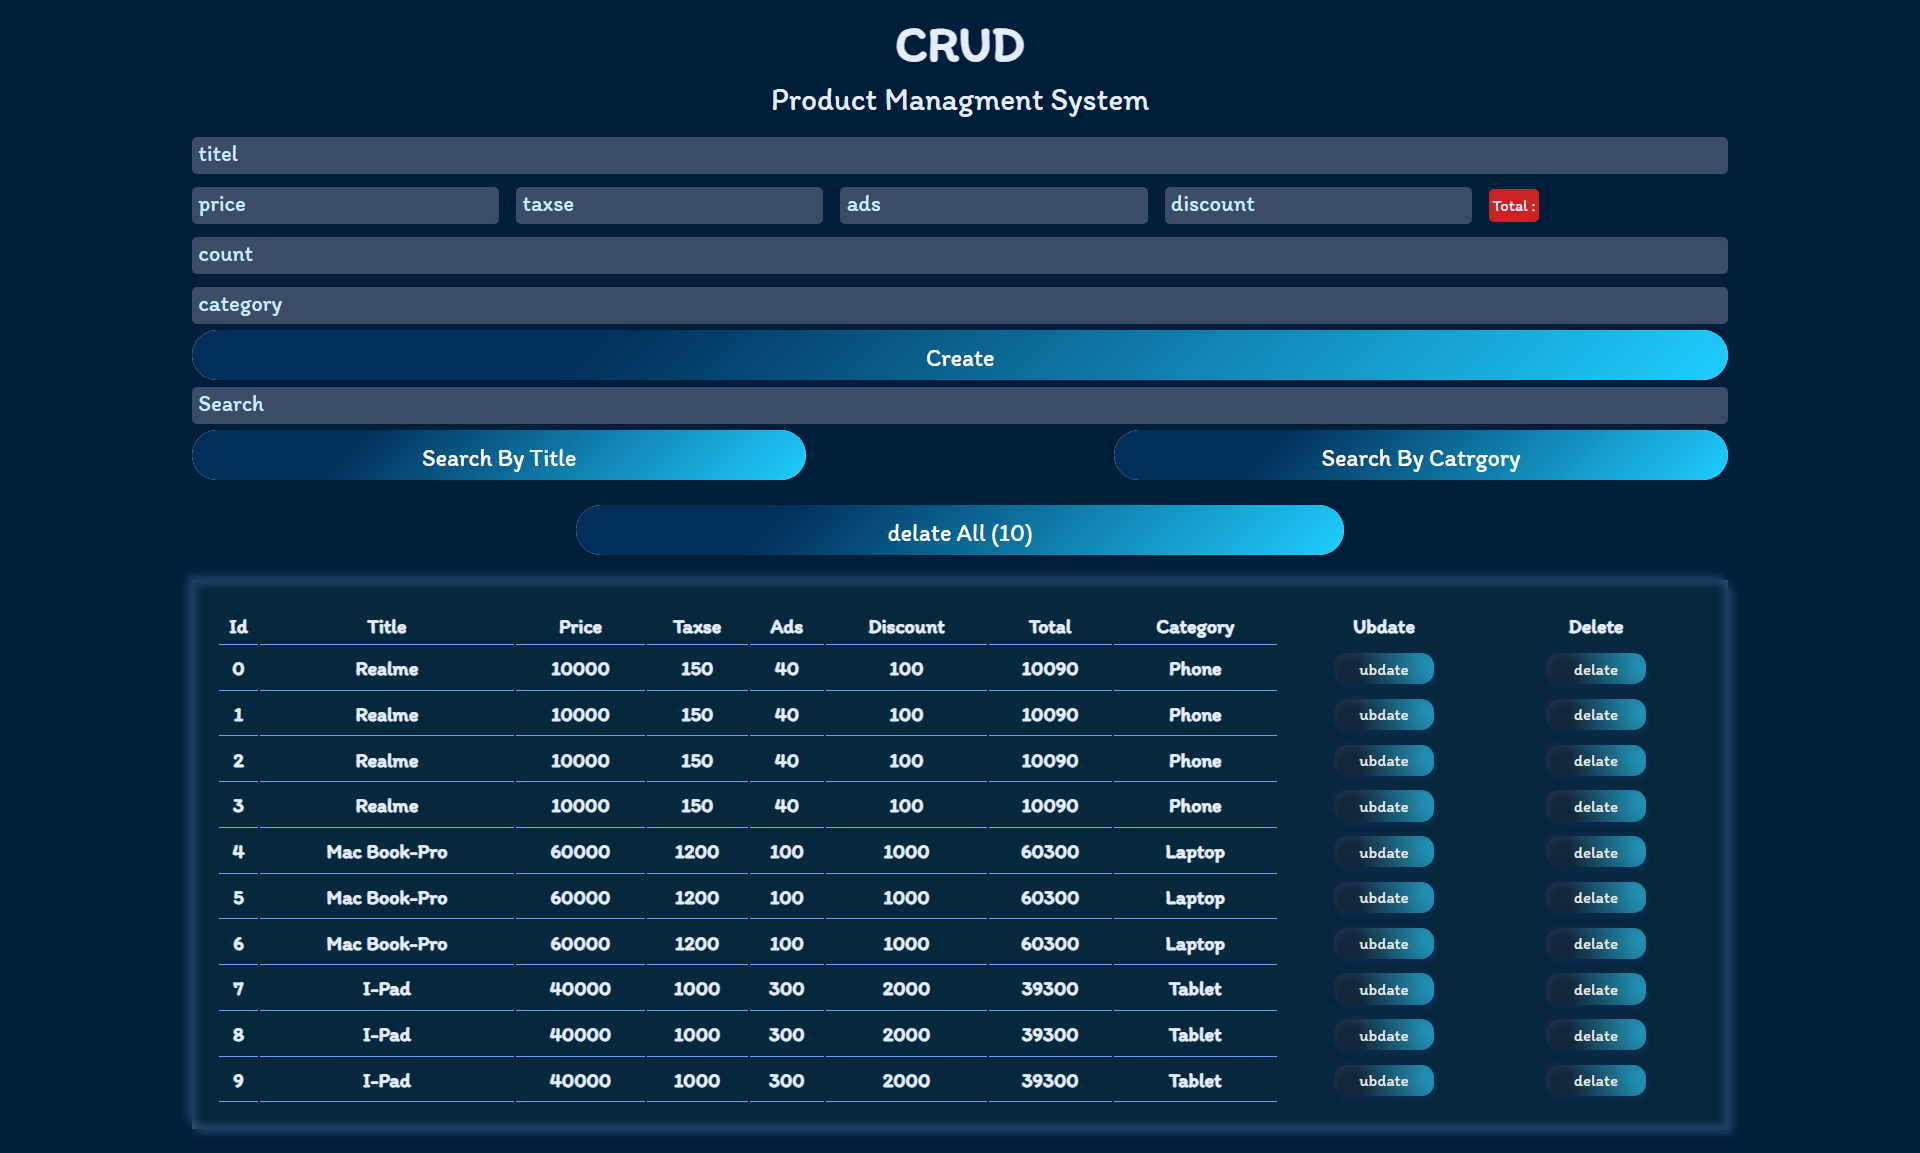 CRUD
Product Managment System
titel
price taxse ads discount Total :
count
category
Create
Search
Search By Title Search By Catrgory
delate All (10)
Id Title Price Taxse Ads Discount Total Category Ubdate Delete
0 Realme 10000 150 40 100 10090 Phone ubdate delate
1 Realme 10000 150 40 100 10090 Phone ubdate delate
2 Realme 10000 150 40 100 10090 Phone ubdate delate
3 Realme 10000 150 40 100 10090 Phone ubdate delate
4 Mac Book-Pro 60000 1200 100 1000 60300 Laptop ubdate delate
5 Mac Book-Pro 60000 1200 100 1000 60300 Laptop ubdate delate
6 Mac Book-Pro 60000 1200 100 1000 60300 Laptop ubdate delate
7 I-Pad 40000 1000 300 2000 39300 Tablet ubdate delate
8 I-Pad 40000 1000 300 2000 39300 Tablet ubdate delate
9 I-Pad 40000 1000 300 2000 39300 Tablet ubdate delate